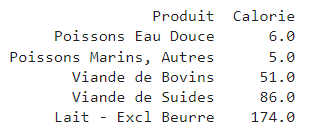 Produit Calorie
Poissons Eau Douce 6.0
Poissons Marins, Autres 5.0
Viande de Bovins 51.0
Viande de Suides 86.0
Lait - Excl Beurre 174.0